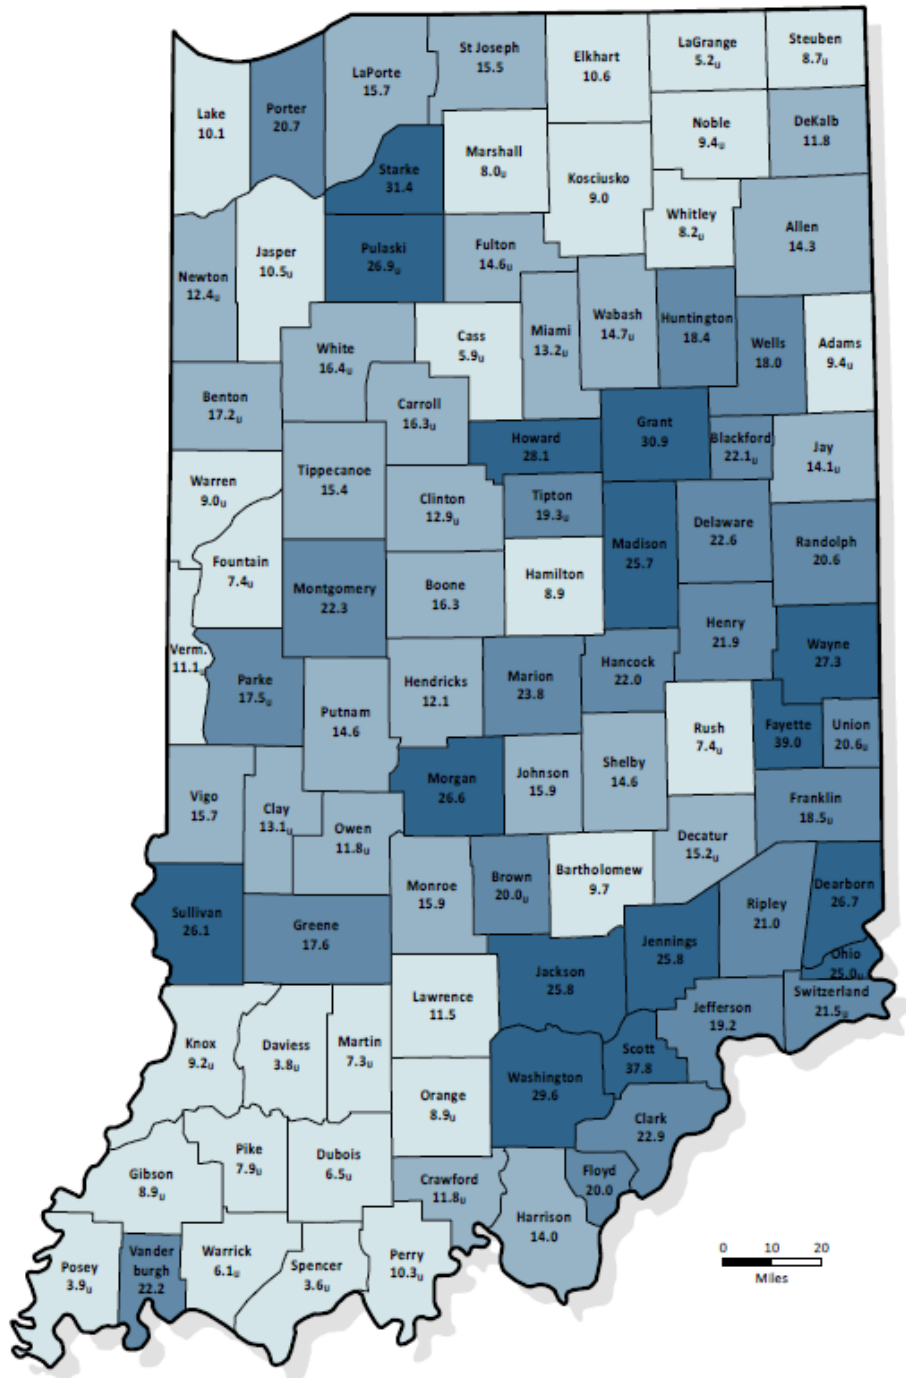 St Joseph
15.5
Elkhart
10.6
LaGrange
5.2u
Steuben
8.7u
LaPorte
15.7
Lake
10.1
Porter
20.7
Noble
9.4u
DeKalb
11.8
Marshall
8.0u
Starke
31.4
Kosciusko
9.0
Whitley
8.2u
Allen
14.3
Jasper
10.5u
Pulaski
26.9u
Fulton
14.6u
Newton
12.4u
Wabash
14.7u
Huntington
18.4
Miami
13.2u
Cass
5.9u
White
16.4u
Wells
18.0
Adams
9.4u
Benton
17.2u
Carroll
16.3u
Howard
28.1
Grant
30.9
Blackford
22.1u
Jay
14.1u
Tippecanoe
15.4
Warren
9.0u
Clinton
12.9u
Tipton
19.3u
Delaware
22.6
Randolph
20.6
Madison
25.7
Fountain
7.4u
Montgomery
22.3
Boone
16.3
Hamilton
8.9
Henry
21.9
Wayne
27.3
Verm.
11.1u
Parke
17.5u
Hendricks
12.1
Marion
23.8
Hancock
22.0
Putnam
14.6
Rush
7.4u
Fayette
39.0
Union
20.6u
Morgan
26.6
Johnson
15.9
Shelby
14.6
Vigo
15.7
Clay
13.1u
Owen
11.8u
Franklin
18.5u
Decatur
15.2u
Monroe
15.9
Brown
20.0u
Bartholomew
9.7
Ripley
21.0
Dearborn
26.7
Sullivan
26.1
Greene
17.6
Jackson
25.8
Jennings
25.8
Ohio
25.0u
Switzerland
21.5u
Lawrence
11.5
Jefferson
19.2
Knox
9.2u
Daviess
3.8u
Martin
7.3u
Scott
37.8
Washington
29.6
Orange
8.9u
Clark
22.9
Pike
7.9u
Dubois
6.5u
Gibson
8.9u
Crawford
11.8u
Floyd
20.0
Harrison
14.0
Posey
3.9u
Vander
burgh
22.2
Warrick
6.1u
Spencer
3.6u
Perry
10.3u
0 10 20
Miles